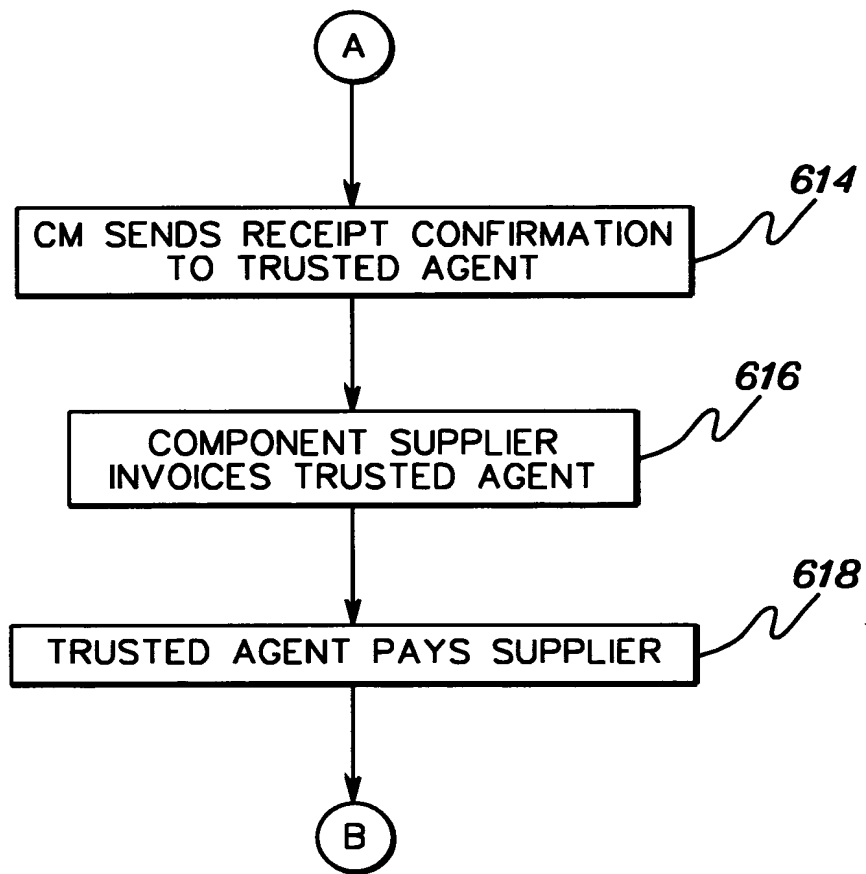 A
614
CM SENDS RECEIPT CONFIRMATION
TO TRUSTED AGENT
616
COMPONENT SUPPLIER
INVOICES TRUSTED AGENT
618
TRUSTED AGENT PAYS SUPPLIER
B